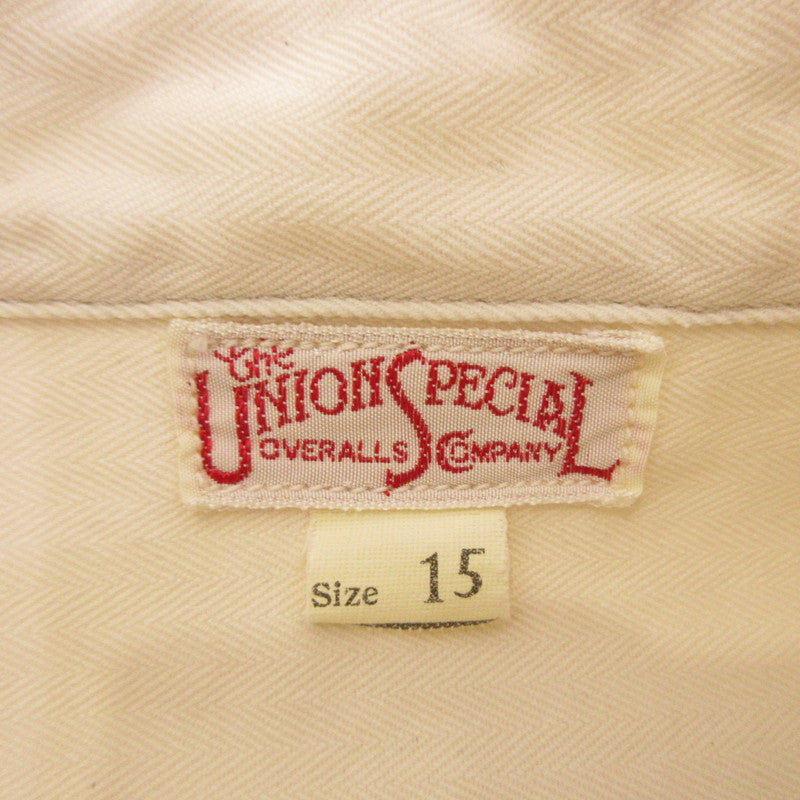 The
UNION SPECIAL
OVERALLS COMPANY
Size 15